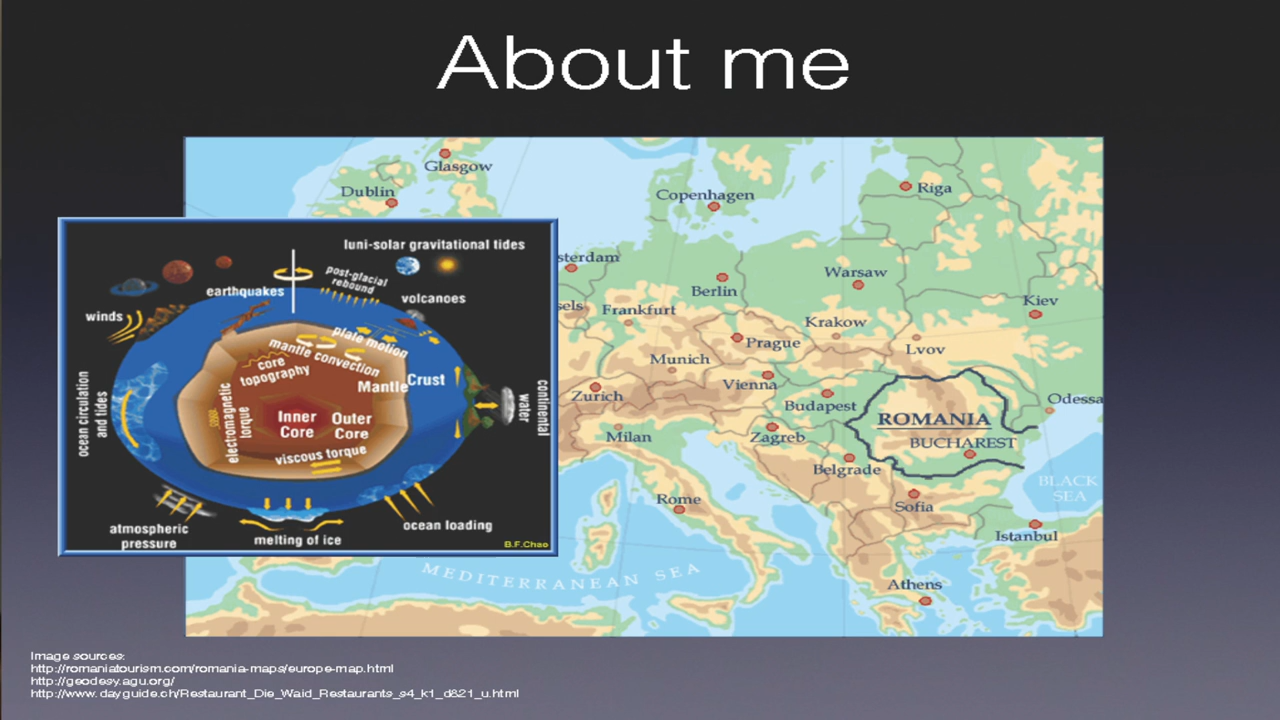 About me
Glasgow
Dublin
Copenhagen
Riga
sterdam
Berlin
Warsaw
Kiev
sels
Frankfurt
Krakow
Prague
Lvov
Munich
Vienna
Zurich
Budapest
Odessa
ROMANIA
BUCHAREST
Milan
Zagreb
Belgrade
BLACK
SEA
Rome
Sofia
Istanbul
MEDITERRANEAN SEA
Athens
luni-solar gravitational tides
post-glacial
rebound
earthquakes
volcanoes
winds
plate motion
mantle convection
core
topography
Mantle
Crust
ocean circulation
and tides
electromagnetic
torque
Inner
Core
Outer
Core
viscous torque
continental
water
atmospheric
pressure
melting of ice
ocean loading
B.F.Chao
Image sources:
http://romaniatourism.com/romania-maps/europe-map.html
http://geodesy.agu.org/
http://www.dayguide.ch/Restaurant_Die_Waid_Restaurants_s4_k1_d821_u.html